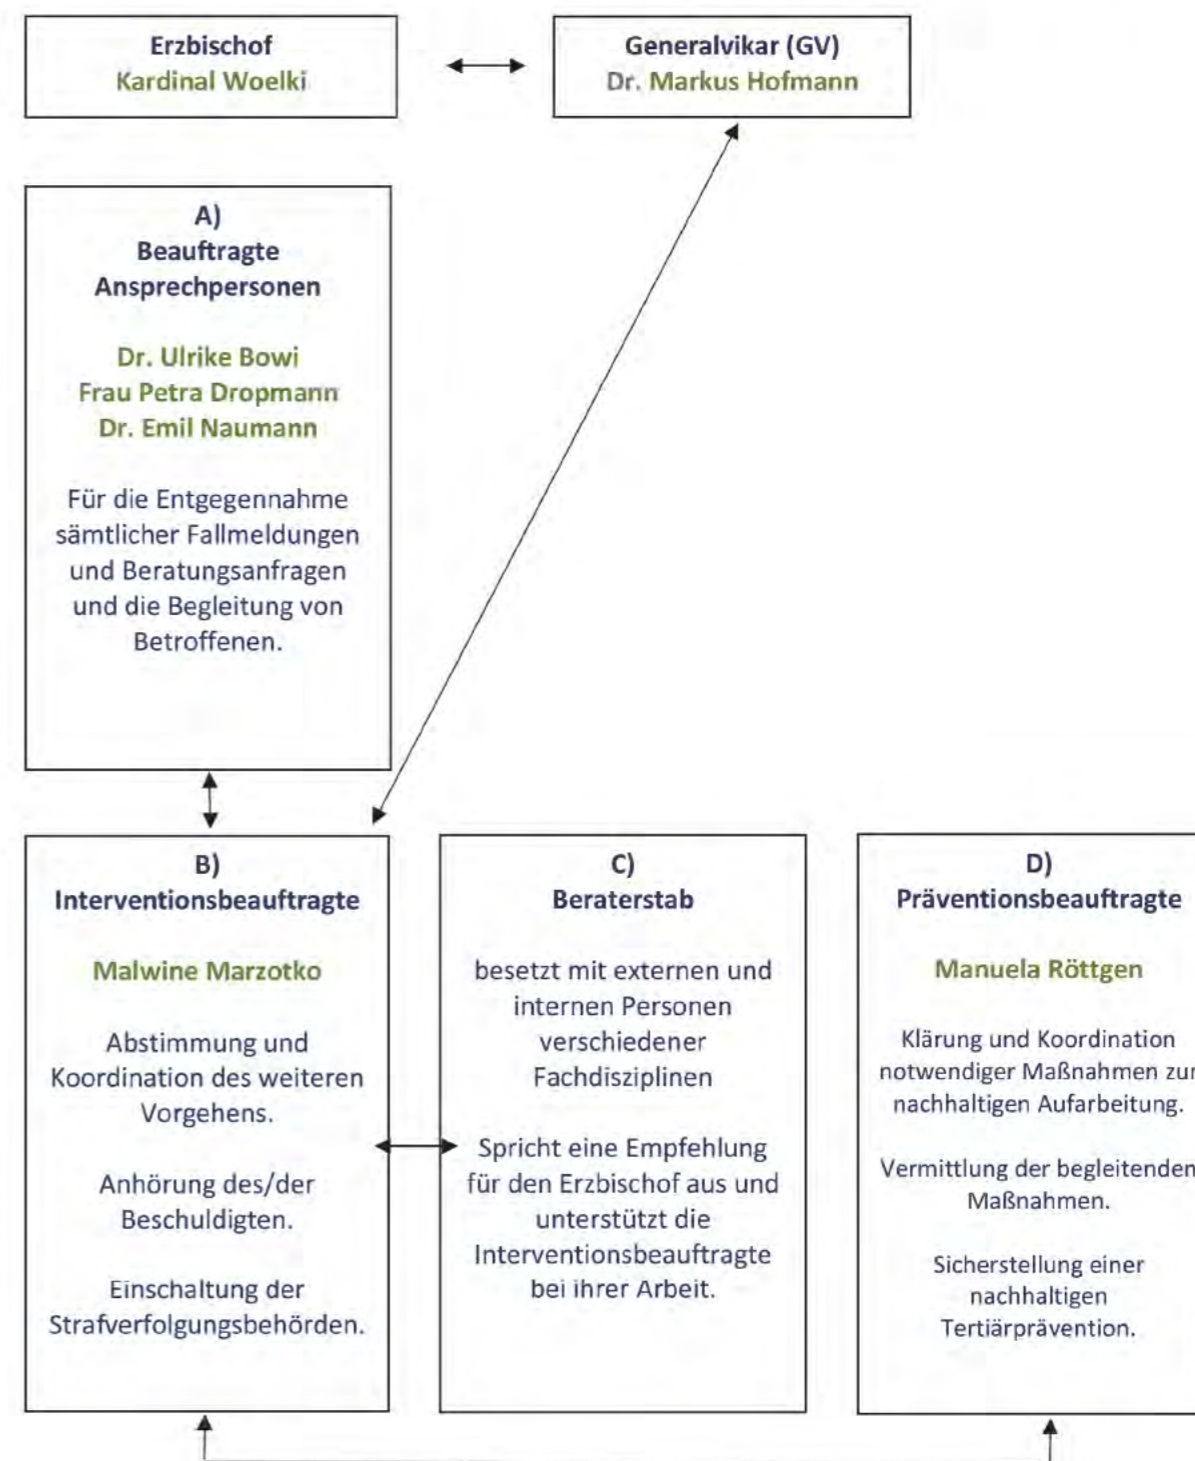 Erzbischof
Kardinal Woelki
Generalvikar (GV)
Dr. Markus Hofmann
A)
Beauftragte
Ansprechpersonen
Dr. Ulrike Bowi
Frau Petra Dropmann
Dr. Emil Naumann
Für die Entgegennahme
sämtlicher Fallmeldungen
und Beratungsanfragen
und die Begleitung von
Betroffenen.
B)
Interventionsbeauftragte
Malwine Marzotko
Abstimmung und
Koordination des weiteren
Vorgehens.
Anhörung des/der
Beschuldigten.
Einschaltung der
Strafverfolgungsbehörden.
C)
Beraterstab
besetzt mit externen und
internen Personen
verschiedener
Fachdisziplinen
Spricht eine Empfehlung
für den Erzbischof aus und
unterstützt die
Interventionsbeauftragte
bei ihrer Arbeit.
D)
Präventionsbeauftragte
Manuela Röttgen
Klärung und Koordination
notwendiger Maßnahmen zur
nachhaltigen Aufarbeitung.
Vermittlung der begleitenden
Maßnahmen.
Sicherstellung einer
nachhaltigen
Tertiärprävention.